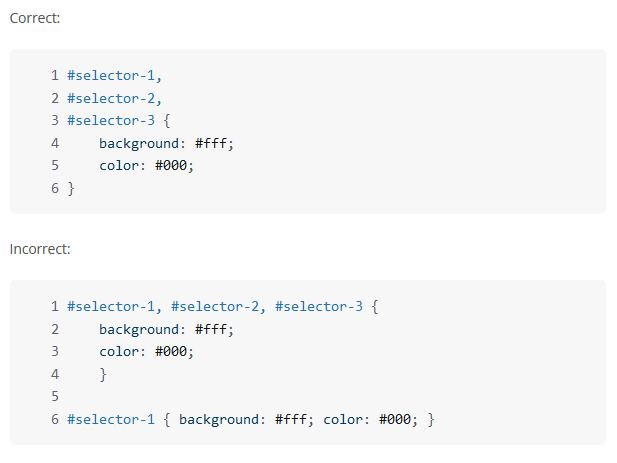 Correct:
1 #selector-1,
2 #selector-2,
3 #selector-3 {
4     background: #fff;
5     color: #000;
6 }
Incorrect:
1 #selector-1, #selector-2, #selector-3 {
2     background: #fff;
3     color: #000;
4     }
5
6 #selector-1 { background: #fff; color: #000; }